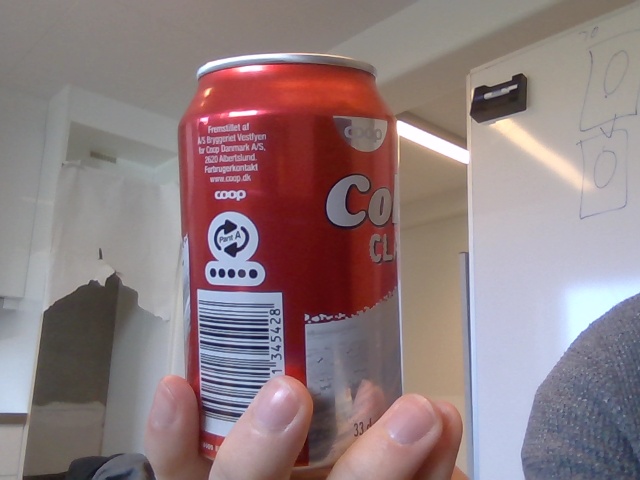 Fremstillet af
A/S Bryggeriet Vestfyen
for Coop Danmark A/S,
2620 Albertslund.
Forbrugerkontakt
www.coop.dk
coop
Pant A
345428
coop
Co
CL
33 d